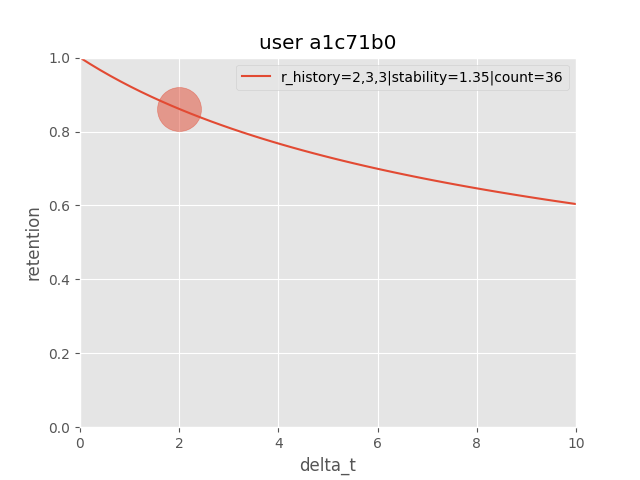 user a1c71b0
r_history=2,3,3|stability=1.35|count=36
retention
1.0
0.8
0.6
0.4
0.2
0.0
0 2 4 6 8 10
delta_t